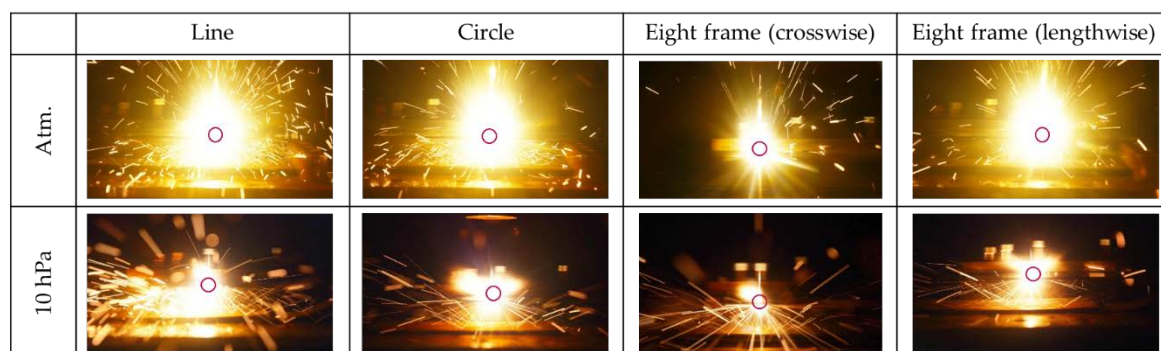 Line Circle Eight frame (crosswise) Eight frame (lengthwise)
Atm.
10 hPa